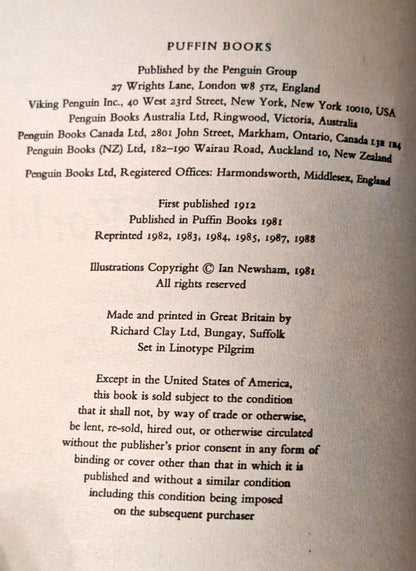 PUFFIN BOOKS
Published by the Penguin Group
27 Wrights Lane, London W8 5TZ, England
Viking Penguin Inc., 40 West 23rd Street, New York, New York 10010, USA
Penguin Books Australia Ltd, Ringwood, Victoria, Australia
Penguin Books Canada Ltd, 2801 John Street, Markham, Ontario, Canada L3R 1B4
Penguin Books (NZ) Ltd, 182–190 Wairau Road, Auckland 10, New Zealand
Penguin Books Ltd, Registered Offices: Harmondsworth, Middlesex, England
First published 1912
Published in Puffin Books 1981
Reprinted 1982, 1983, 1984, 1985, 1987, 1988
Illustrations Copyright © Ian Newsham, 1981
All rights reserved
Made and printed in Great Britain by
Richard Clay Ltd, Bungay, Suffolk
Set in Linotype Pilgrim
Except in the United States of America,
this book is sold subject to the condition
that it shall not, by way of trade or otherwise,
be lent, re-sold, hired out, or otherwise circulated
without the publisher's prior consent in any form of
binding or cover other than that in which it is
published and without a similar condition
including this condition being imposed
on the subsequent purchaser